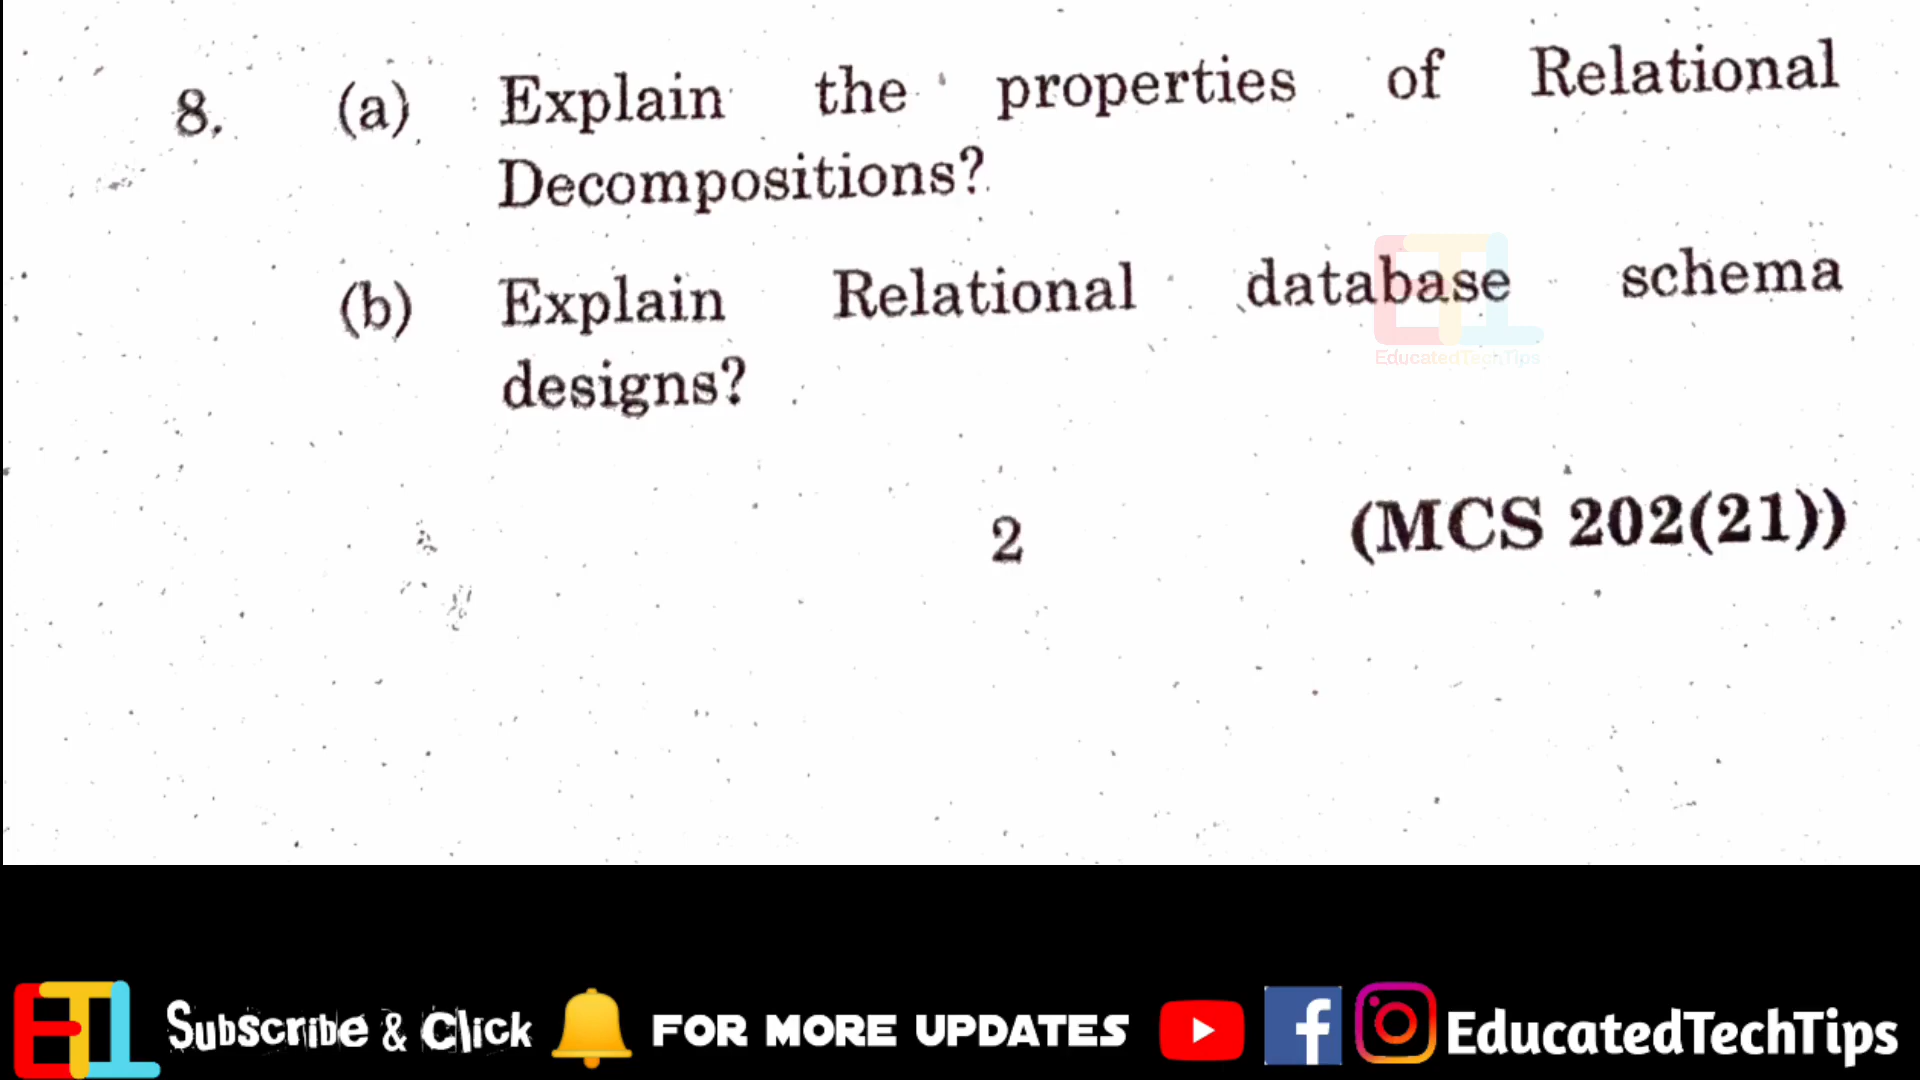 8. (a) Explain the properties of Relational
Decompositions?
(b) Explain Relational database schema
designs?
EducatedTechTips
2 (MCS 202(21))
Subscribe & Click FOR MORE UPDATES EducatedTechTips